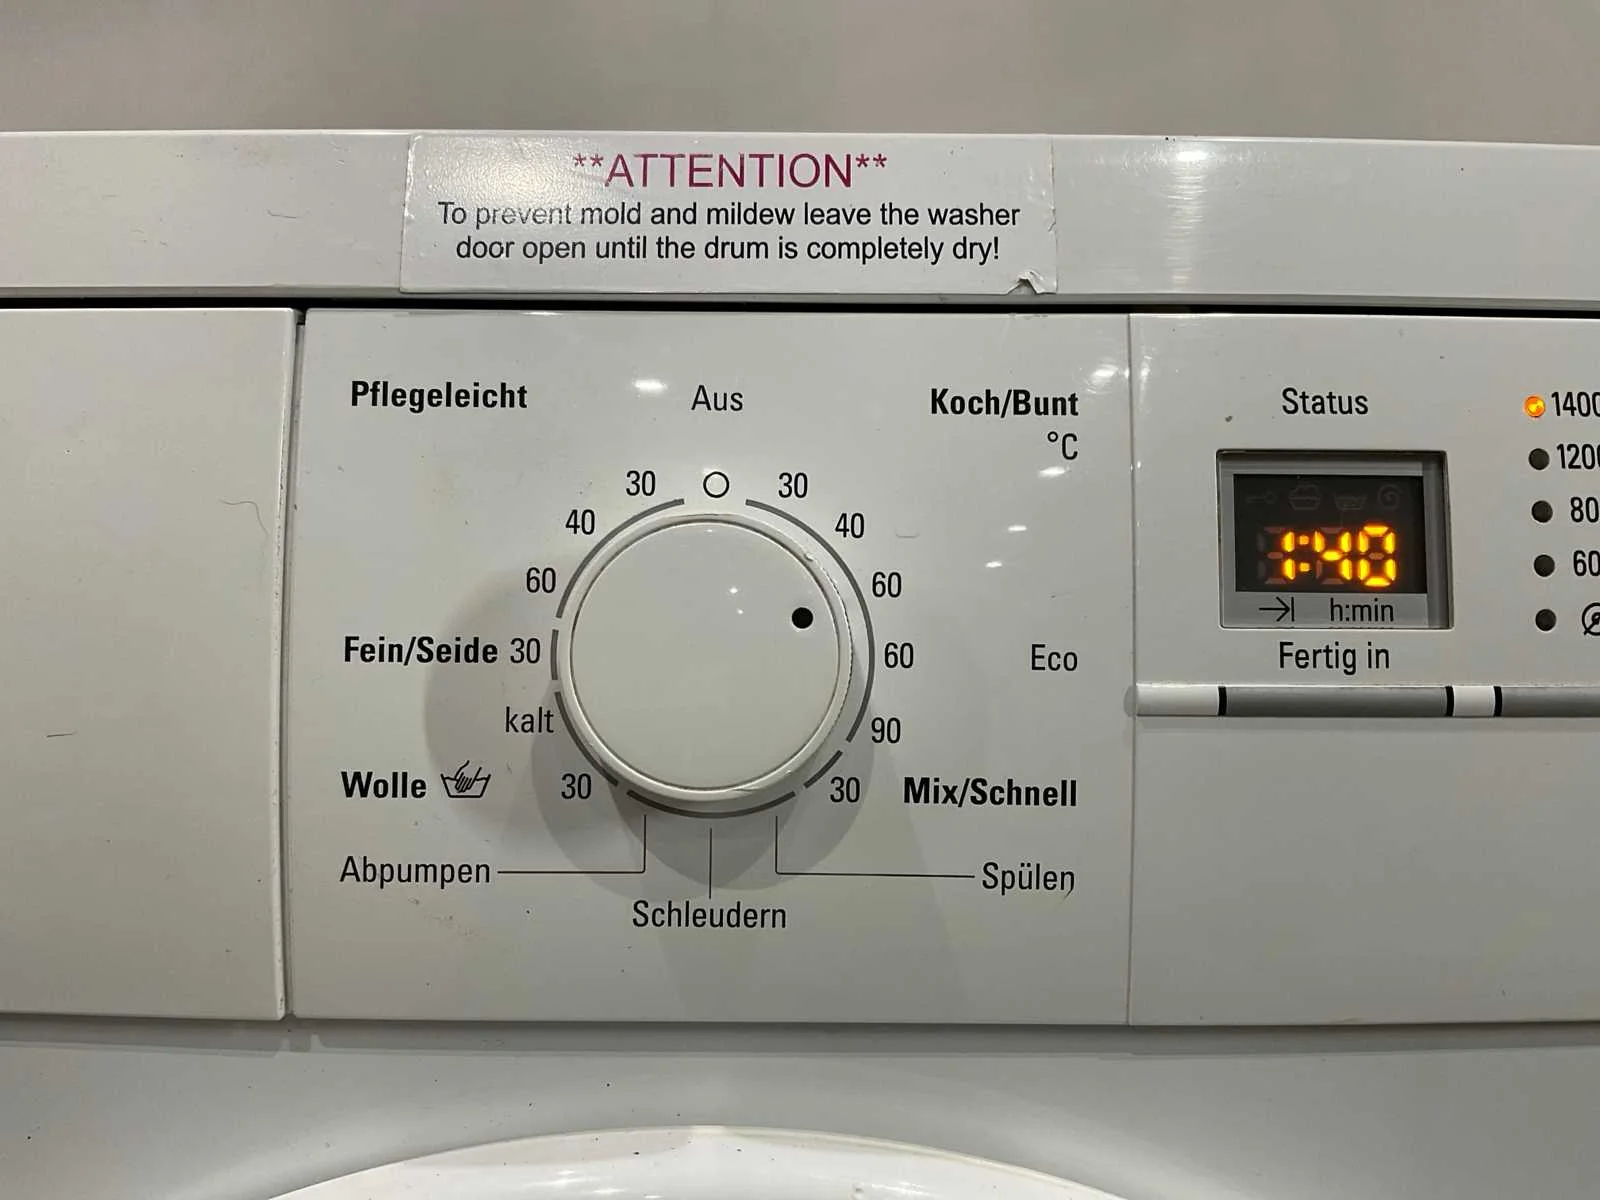 **ATTENTION**
To prevent mold and mildew leave the washer
door open until the drum is completely dry!
Pflegeleicht
Aus
Koch/Bunt
°C
30
30
40
40
60
60
Fein/Seide 30
60
Eco
kalt
90
Wolle
30
30
Mix/Schnell
Abpumpen
Schleudern
Spülen
Status
1:40
h:min
Fertig in
1400
1200
80
60